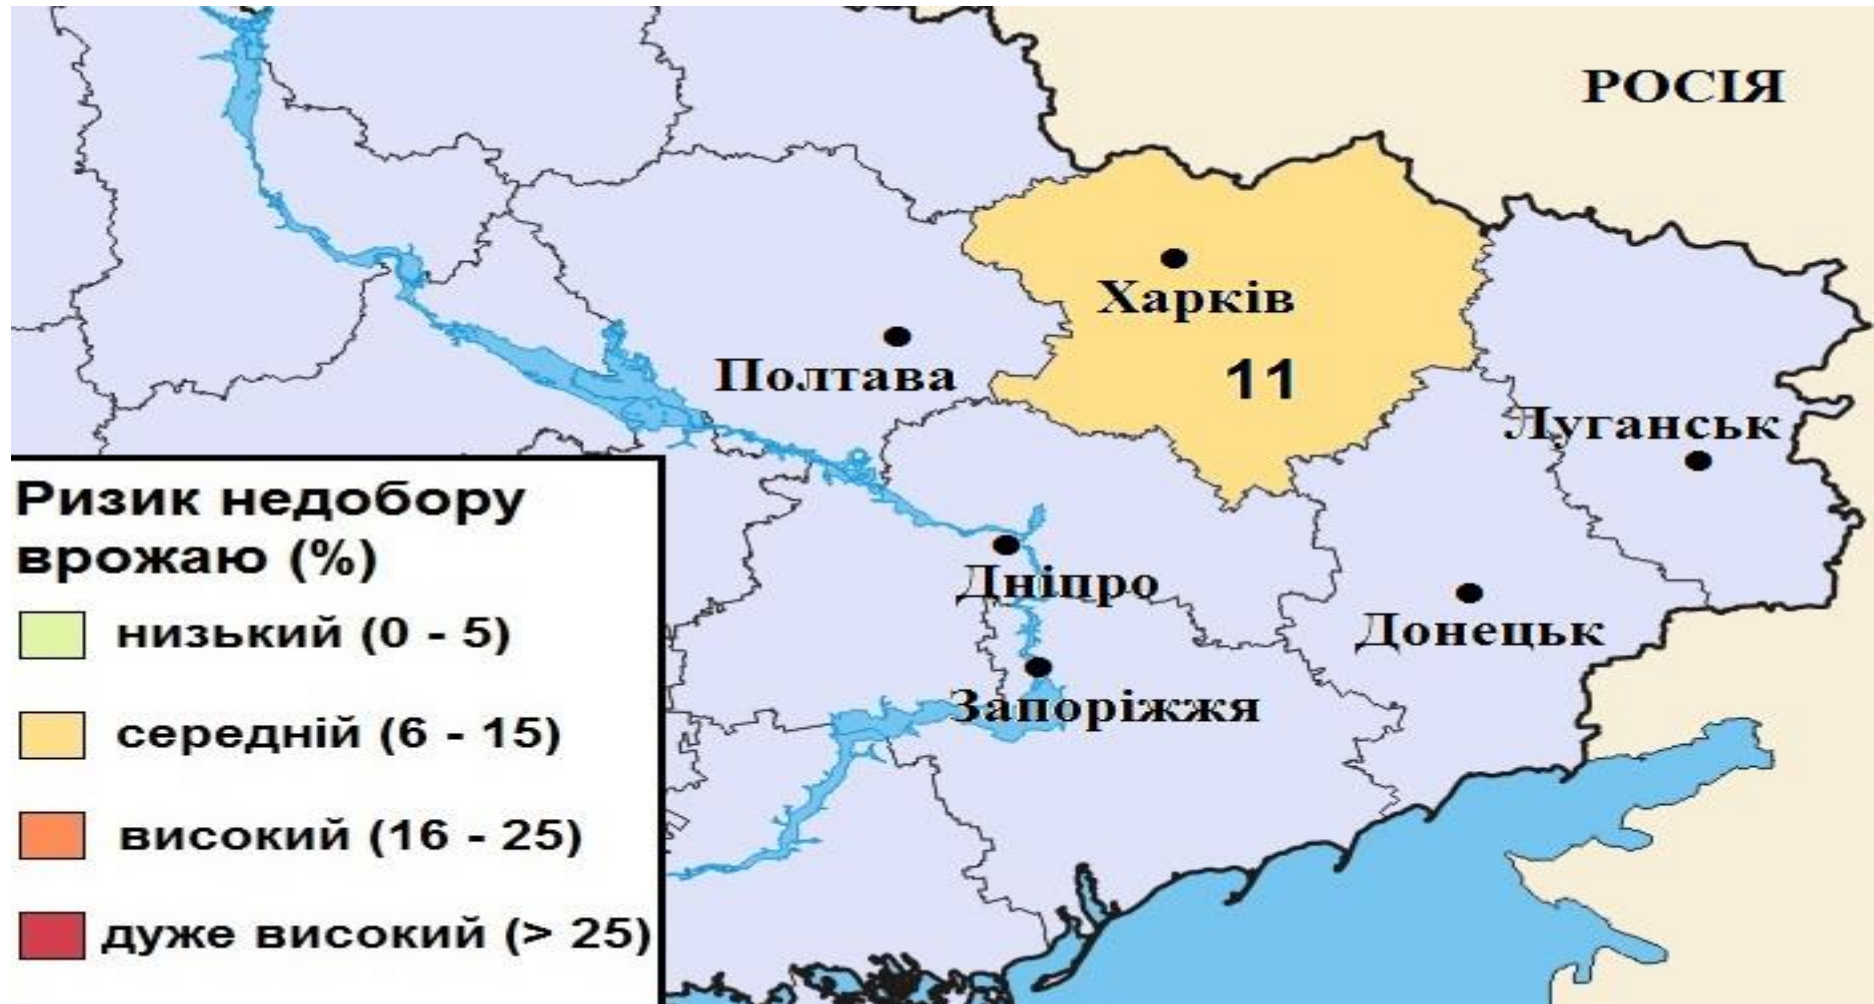 РОСІЯ
Харків
11
Полтава
Луганськ
Дніпро
Донецьк
Запоріжжя
Ризик недобору
врожаю (%)
низький (0 - 5)
середній (6 - 15)
високий (16 - 25)
дуже високий (> 25)